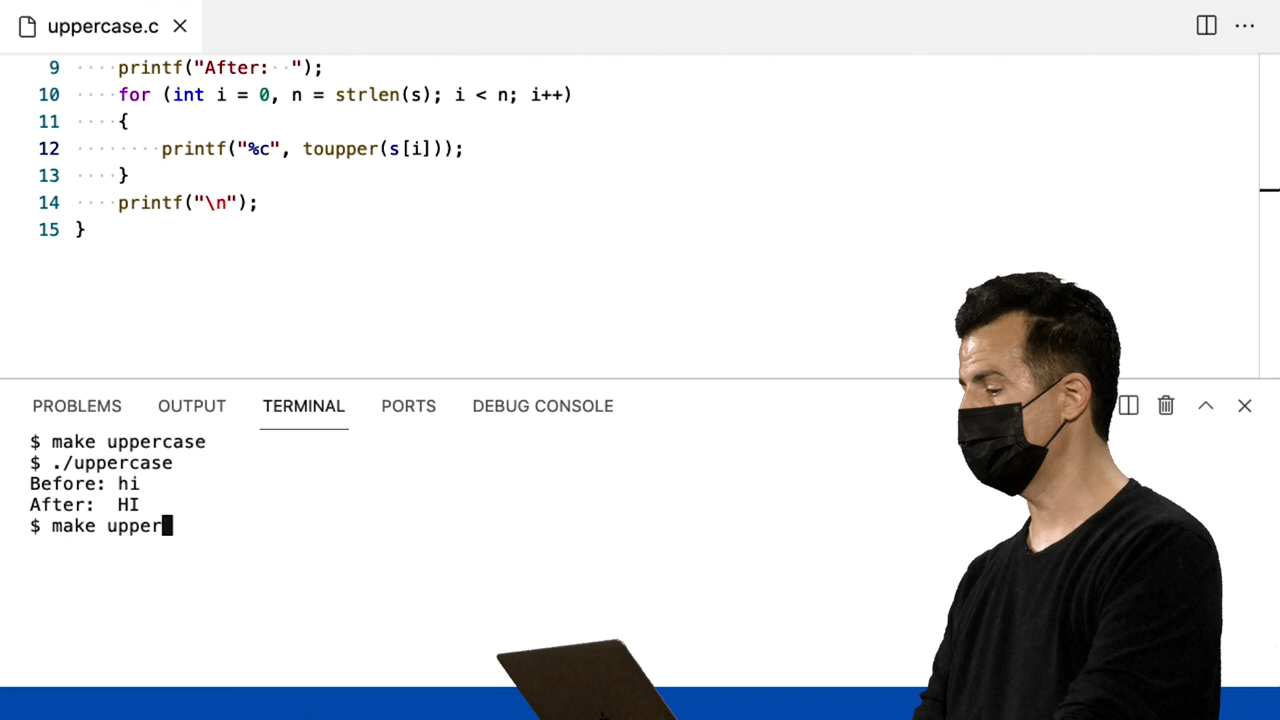 uppercase.c
9 printf("After:  ");
10 for (int i = 0, n = strlen(s); i < n; i++)
11 {
12 printf("%c", toupper(s[i]));
13 }
14 printf("\n");
15 }
PROBLEMS OUTPUT TERMINAL PORTS DEBUG CONSOLE
$ make uppercase
$ ./uppercase
Before: hi
After:  HI
$ make upper